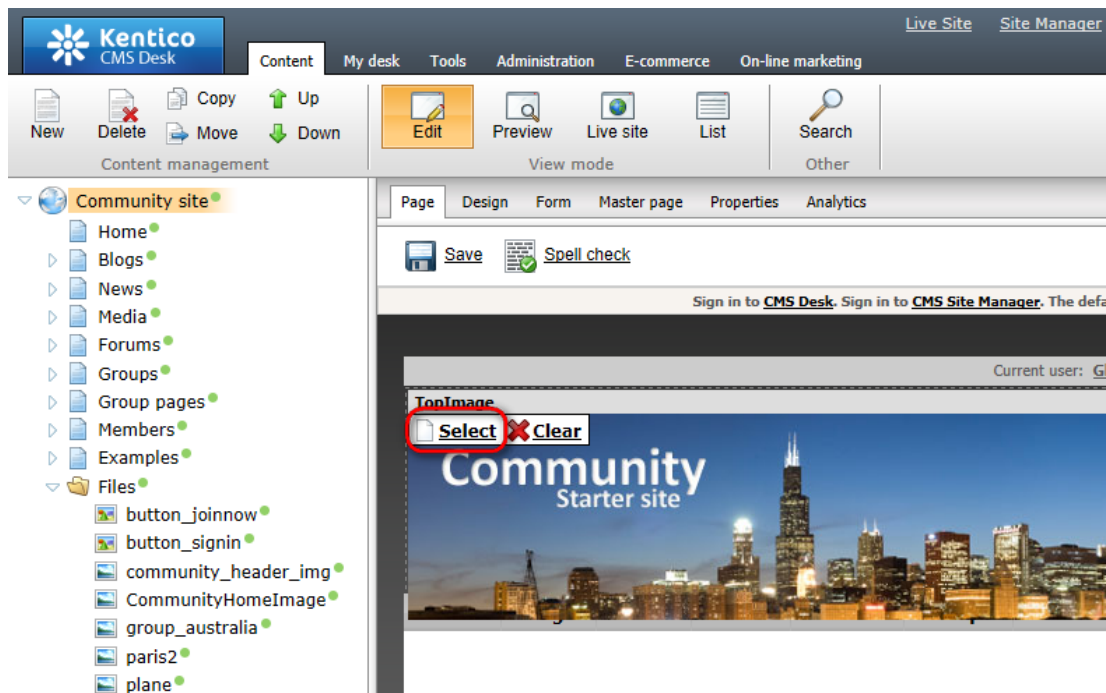 Live Site Site Manager
Kentico
CMS Desk
Content My desk Tools Administration E-commerce On-line marketing
New Delete Copy Move Up Down
Content management
Edit Preview Live site List
View mode
Search
Other
Community site
Home
Blogs
News
Media
Forums
Groups
Group pages
Members
Examples
Files
button_joinnow
button_signin
community_header_img
CommunityHomeImage
group_australia
paris2
plane
Page Design Form Master page Properties Analytics
Save Spell check
Sign in to CMS Desk. Sign in to CMS Site Manager. The defa
Current user: Gl
TopImage
Select Clear
Community
Starter site